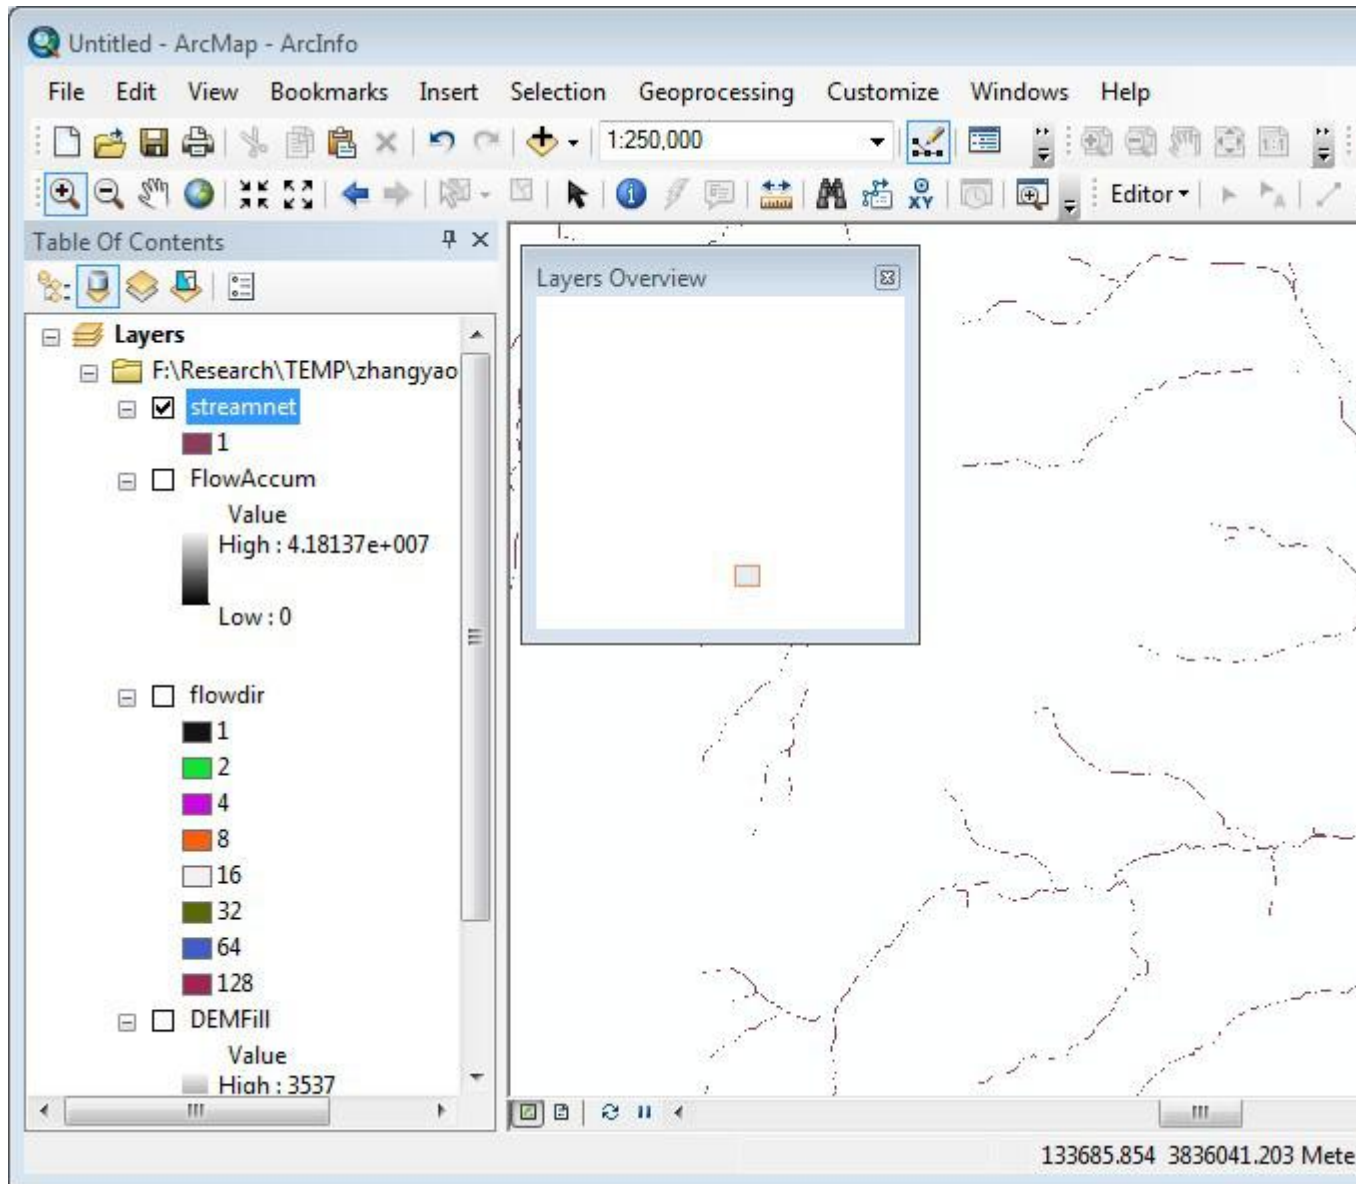 Untitled - ArcMap - ArcInfo
File Edit View Bookmarks Insert Selection Geoprocessing Customize Windows Help
1:250,000
Editor
Table Of Contents
Layers Overview
Layers
F:\Research\TEMP\zhangyao
streamnet
1
FlowAccum
Value
High : 4.18137e+007
Low : 0
flowdir
1
2
4
8
16
32
64
128
DEMFill
Value
High : 3537
133685.854 3836041.203 Mete